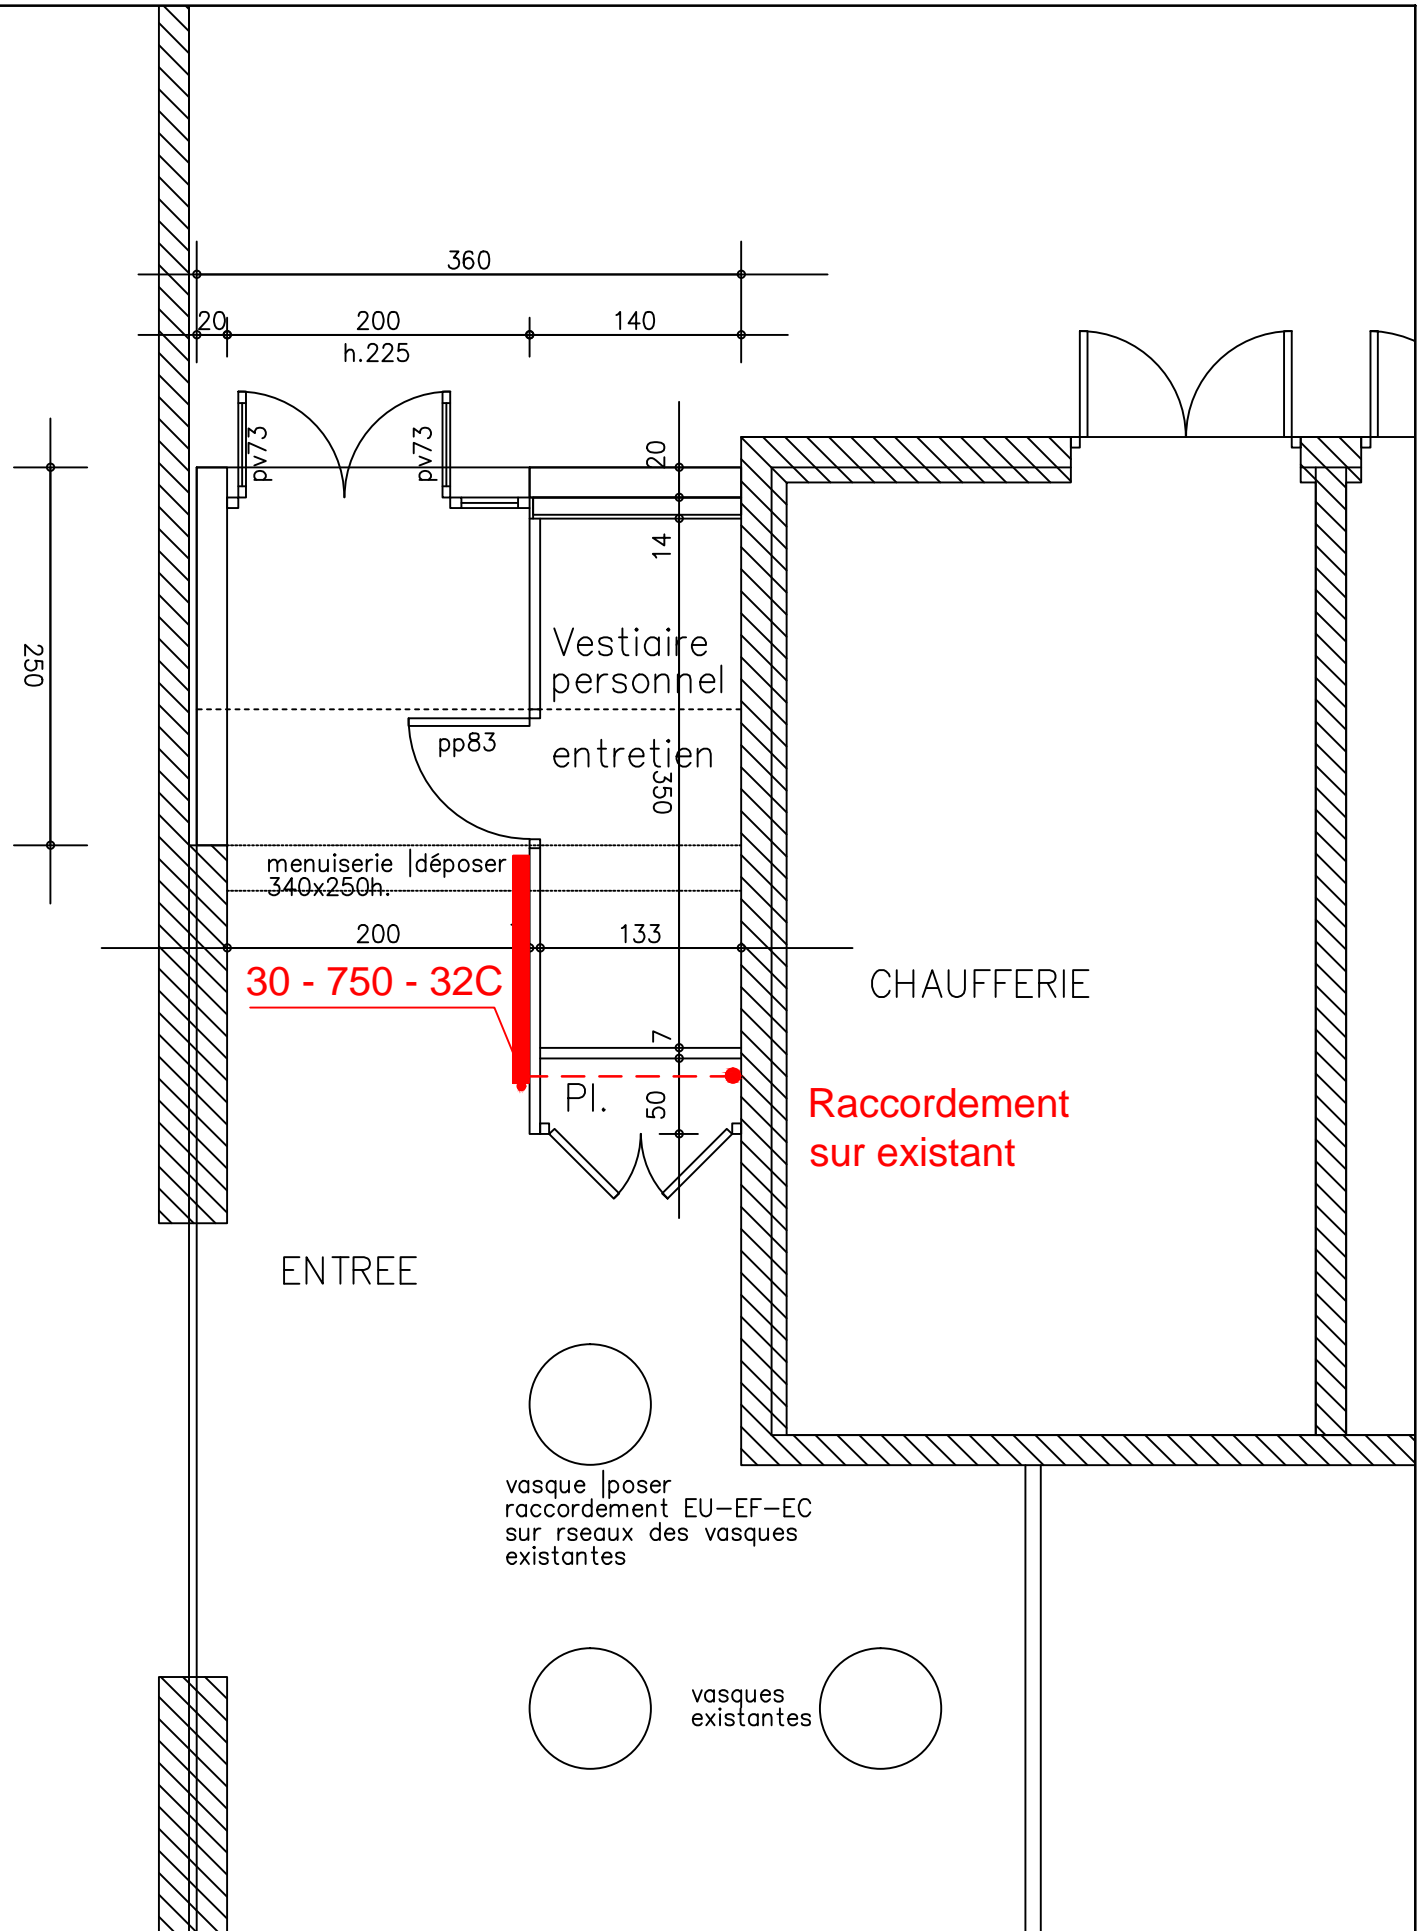 360
20
200
140
h.225
pv73
pv73
20
14
250
Vestiaire
personnel
entretien
pp83
350
menuiserie |déposer
340x250h.
200
133
30 - 750 - 32C
CHAUFFERIE
7
Pl.
50
Raccordement
sur existant
ENTREE
vasque |poser
raccordement EU-EF-EC
sur rseaux des vasques
existantes
vasques
existantes